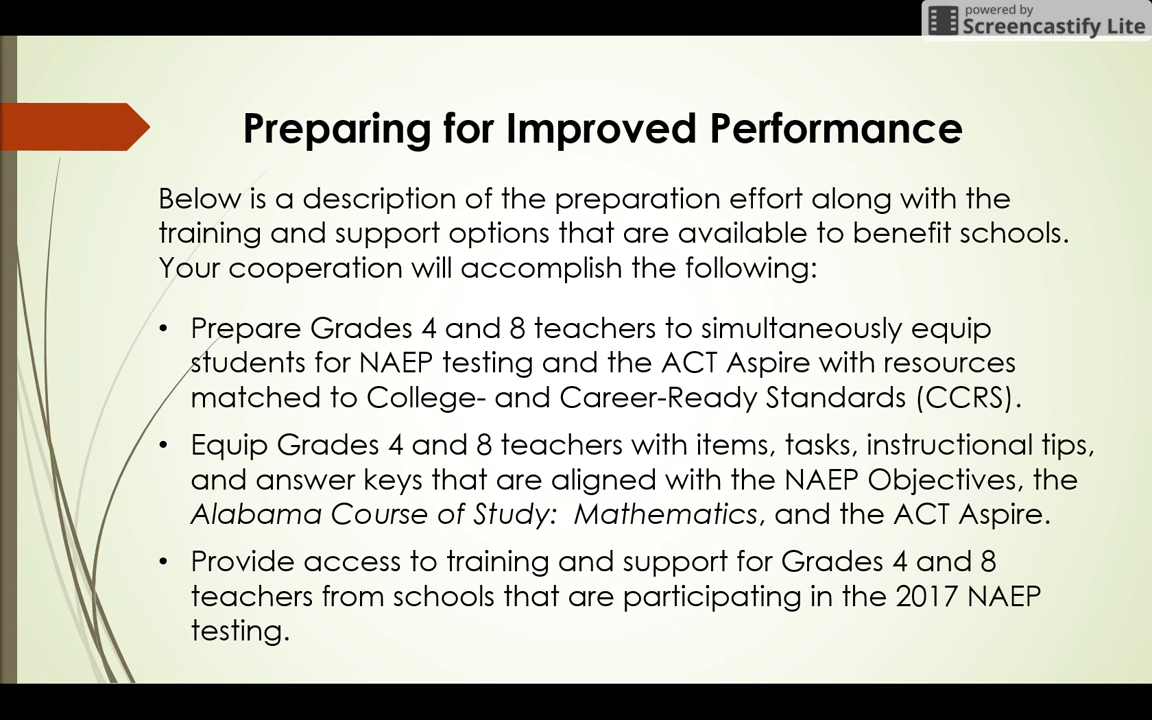 powered by
Screencastify Lite
Preparing for Improved Performance
Below is a description of the preparation effort along with the
training and support options that are available to benefit schools.
Your cooperation will accomplish the following:
• Prepare Grades 4 and 8 teachers to simultaneously equip
students for NAEP testing and the ACT Aspire with resources
matched to College- and Career-Ready Standards (CCRS).
• Equip Grades 4 and 8 teachers with items, tasks, instructional tips,
and answer keys that are aligned with the NAEP Objectives, the
Alabama Course of Study:  Mathematics, and the ACT Aspire.
• Provide access to training and support for Grades 4 and 8
teachers from schools that are participating in the 2017 NAEP
testing.